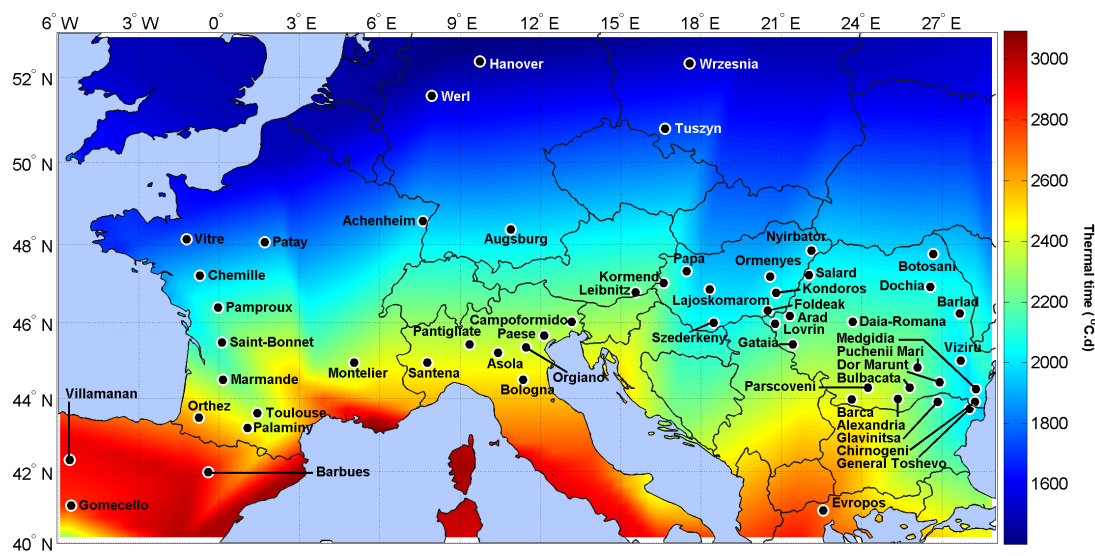 6° W 3° W 0° 3° E 6° E 9° E 12° E 15° E 18° E 21° E 24° E 27° E
52° N
50° N
48° N
46° N
44° N
42° N
40° N
Hanover
Wrzesnia
Werl
Tuszyn
Achenheim
Augsburg
Vitre
Patay
Nyirbator
Papa
Ormenyes
Salard
Botosani
Chemille
Kormend
Leibnitz
Lajoskomarom
Kondoros
Dochia
Foldeak
Barlad
Pamproux
Campoformido
Arad
Daia-Romana
Pantigliate
Paese
Szederkeny
Lovrin
Saint-Bonnet
Gataia
Medgidia
Viziru
Puchenii Mari
Asola
Montelier
Santena
Orgiano
Dor Marunt
Bulbacata
Marmande
Bologna
Parscoveni
Villamanan
Orthez
Toulouse
Palaminy
Barca
Alexandria
Glavinitsa
Chirnogeni
General Toshevo
Barbues
Gomecello
Evropos
3000
2800
2600
2400
2200
2000
1800
1600
Thermal time (°C.d)